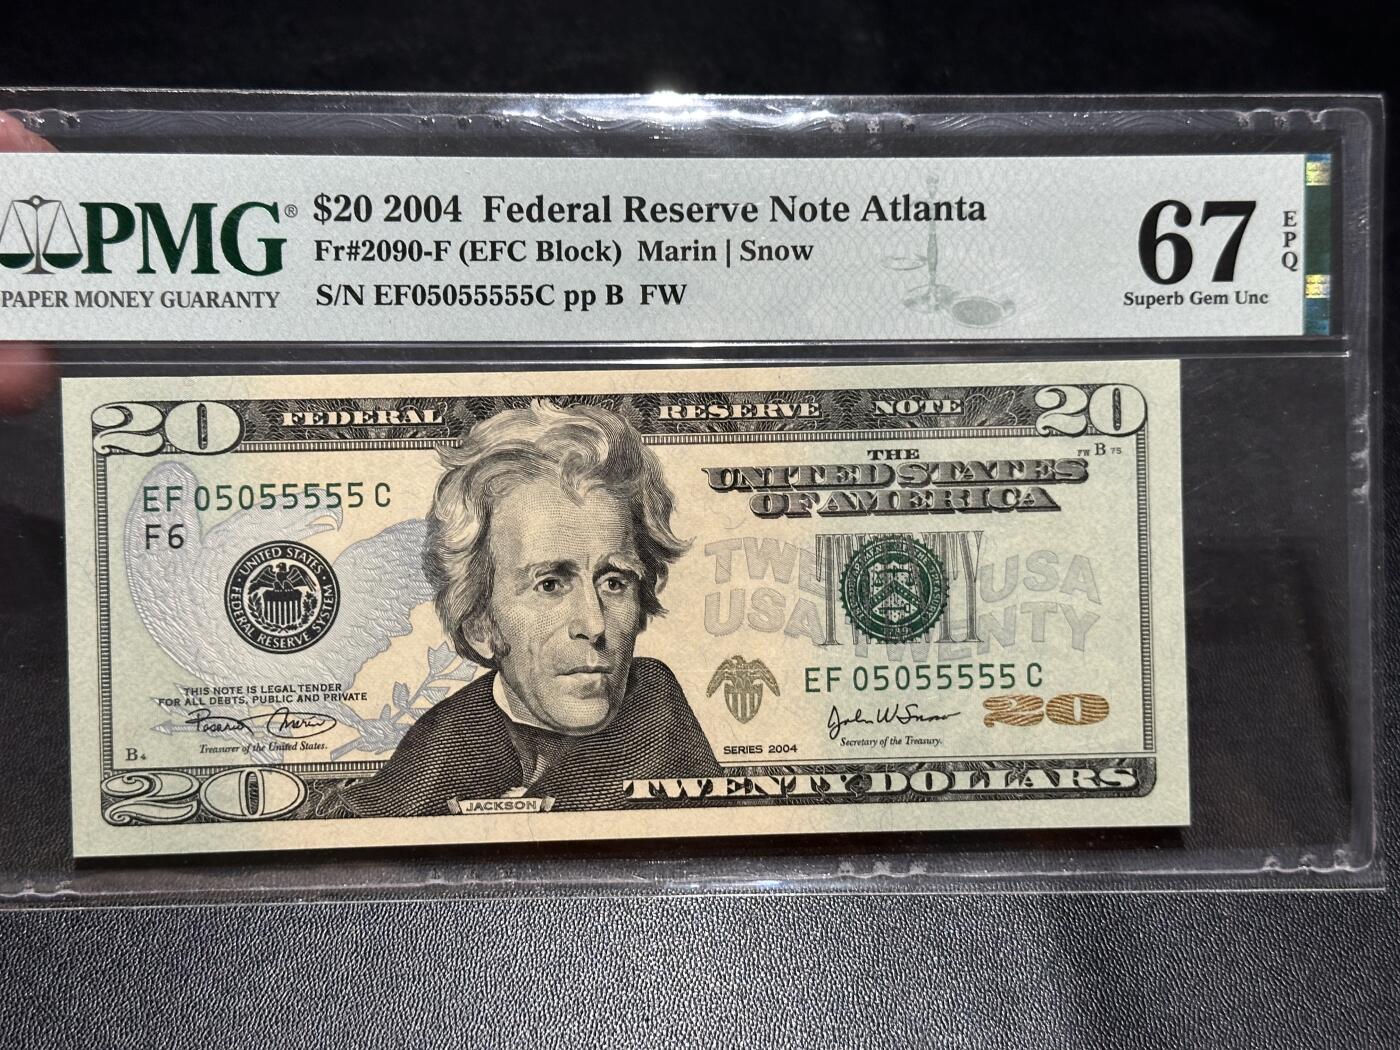 PMG®
PAPER MONEY GUARANTY
$20 2004 Federal Reserve Note Atlanta
Fr#2090-F (EFC Block) Marin | Snow
S/N EF05055555C pp B FW
67
EPQ
Superb Gem Unc
20 FEDERAL RESERVE NOTE 20
FW B 75
THE
UNITED STATES
OF AMERICA
EF 05055555 C
F6
UNITED STATES
FEDERAL RESERVE SYSTEM
TWENTY USA
USA TWENTY
EF 05055555 C
THIS NOTE IS LEGAL TENDER
FOR ALL DEBTS, PUBLIC AND PRIVATE
Rosario Marin
Treasurer of the United States.
B4
SERIES 2004
John W Snow
Secretary of the Treasury.
20
20
JACKSON
TWENTY DOLLARS